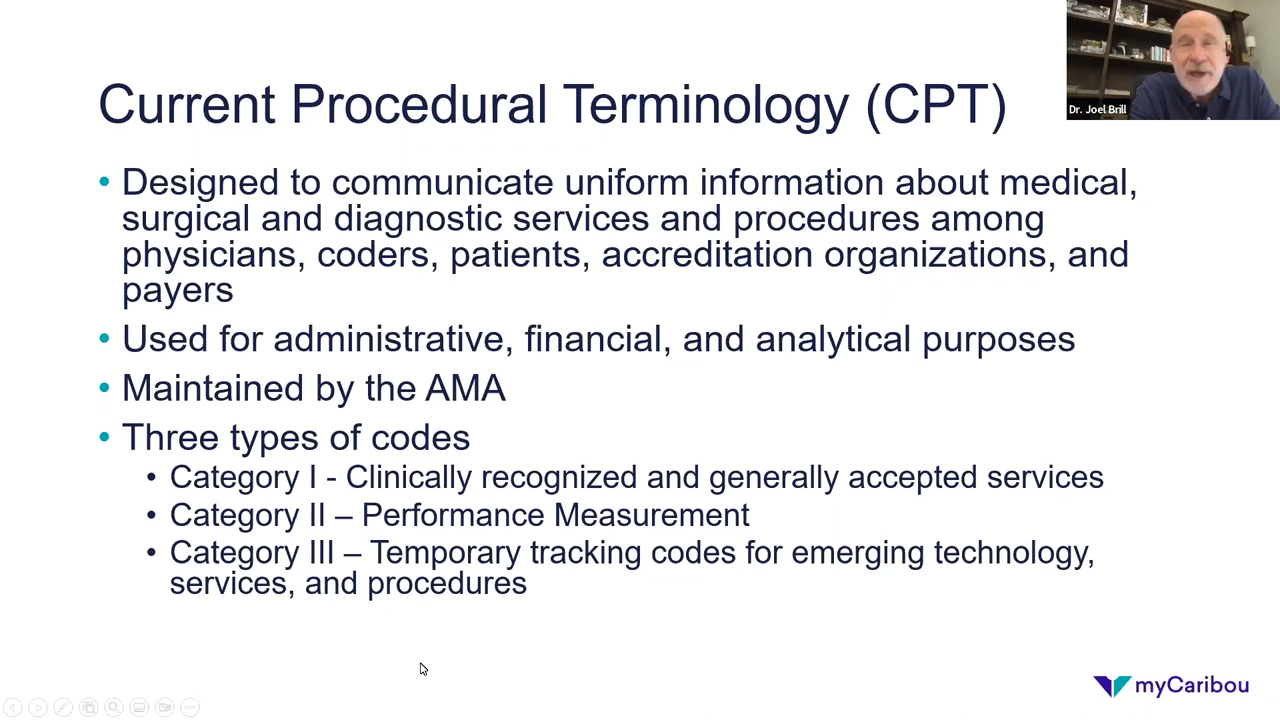 Current Procedural Terminology (CPT)
Dr. Joel Brill
• Designed to communicate uniform information about medical,
surgical and diagnostic services and procedures among
physicians, coders, patients, accreditation organizations, and
payers
• Used for administrative, financial, and analytical purposes
• Maintained by the AMA
• Three types of codes
• Category I - Clinically recognized and generally accepted services
• Category II – Performance Measurement
• Category III – Temporary tracking codes for emerging technology,
services, and procedures
myCaribou